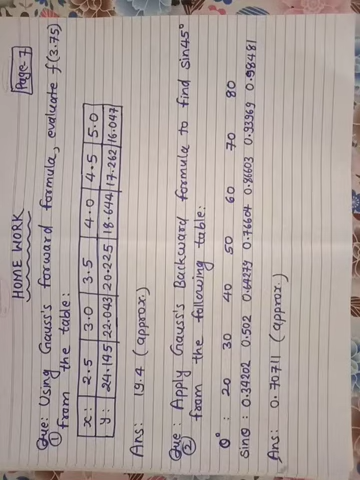 Page-7
HOME WORK
Que: Using Gauss's forward formula, evaluate f(3.75)
① from the table:
x: 2.5 3.0 3.5 4.0 4.5 5.0
y: 24.145 22.043 20.225 18.644 17.262 16.047
Ans: 19.4 (approx.)
Que: Apply Gauss's Backward formula to find sin45°
② from the following table:
θ° : 20 30 40 50 60 70 80
sinθ: 0.34202 0.502 0.64279 0.76604 0.86603 0.93969 0.98481
Ans: 0.70711 (approx)